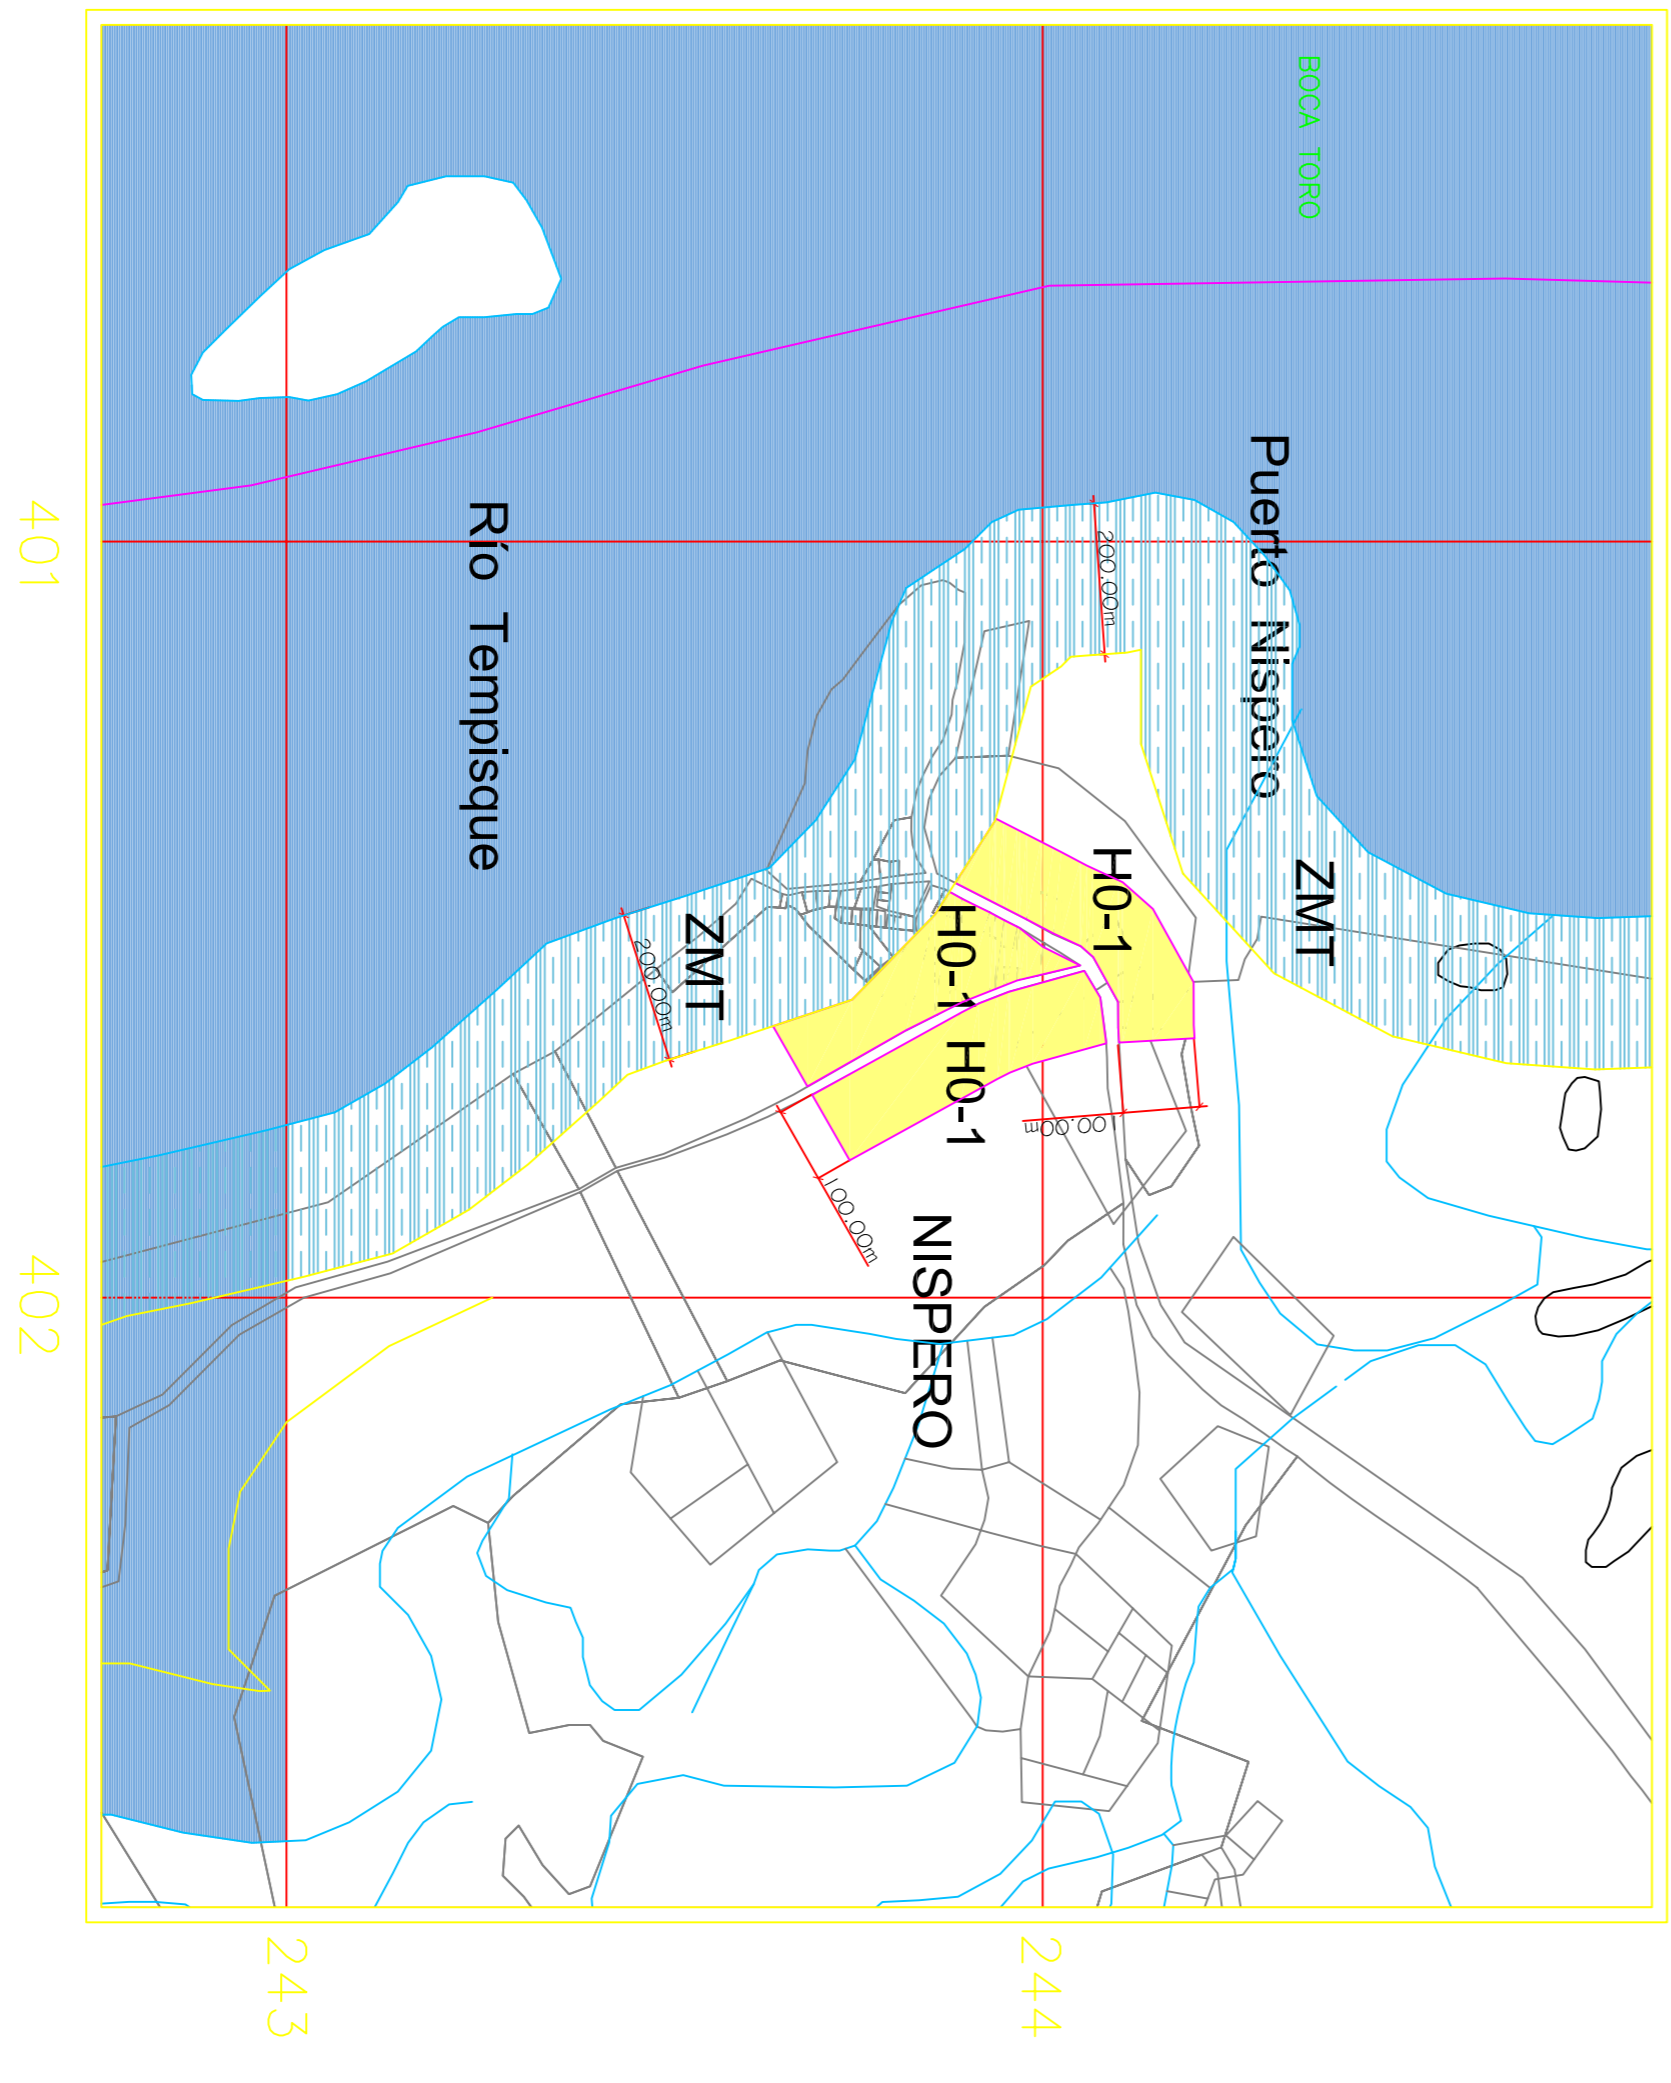 BOCA TORO
Puerto Nispero
Río Tempisque
200.00m
ZMT
H0-1
H0-1
H0-1
ZMT
200.00m
100.00m
100.00m
NISPERO
401
402
243
244